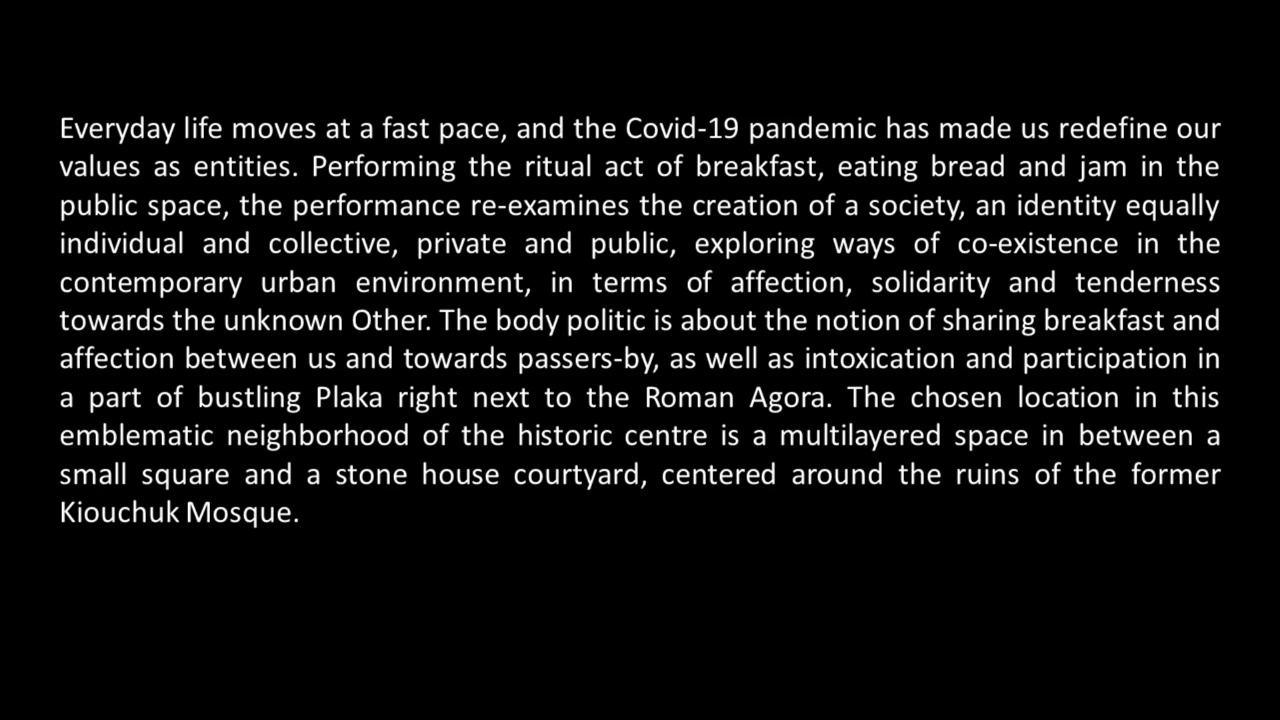 Everyday life moves at a fast pace, and the Covid-19 pandemic has made us redefine our
values as entities. Performing the ritual act of breakfast, eating bread and jam in the
public space, the performance re-examines the creation of a society, an identity equally
individual and collective, private and public, exploring ways of co-existence in the
contemporary urban environment, in terms of affection, solidarity and tenderness
towards the unknown Other. The body politic is about the notion of sharing breakfast and
affection between us and towards passers-by, as well as intoxication and participation in
a part of bustling Plaka right next to the Roman Agora. The chosen location in this
emblematic neighborhood of the historic centre is a multilayered space in between a
small square and a stone house courtyard, centered around the ruins of the former
Kiouchuk Mosque.